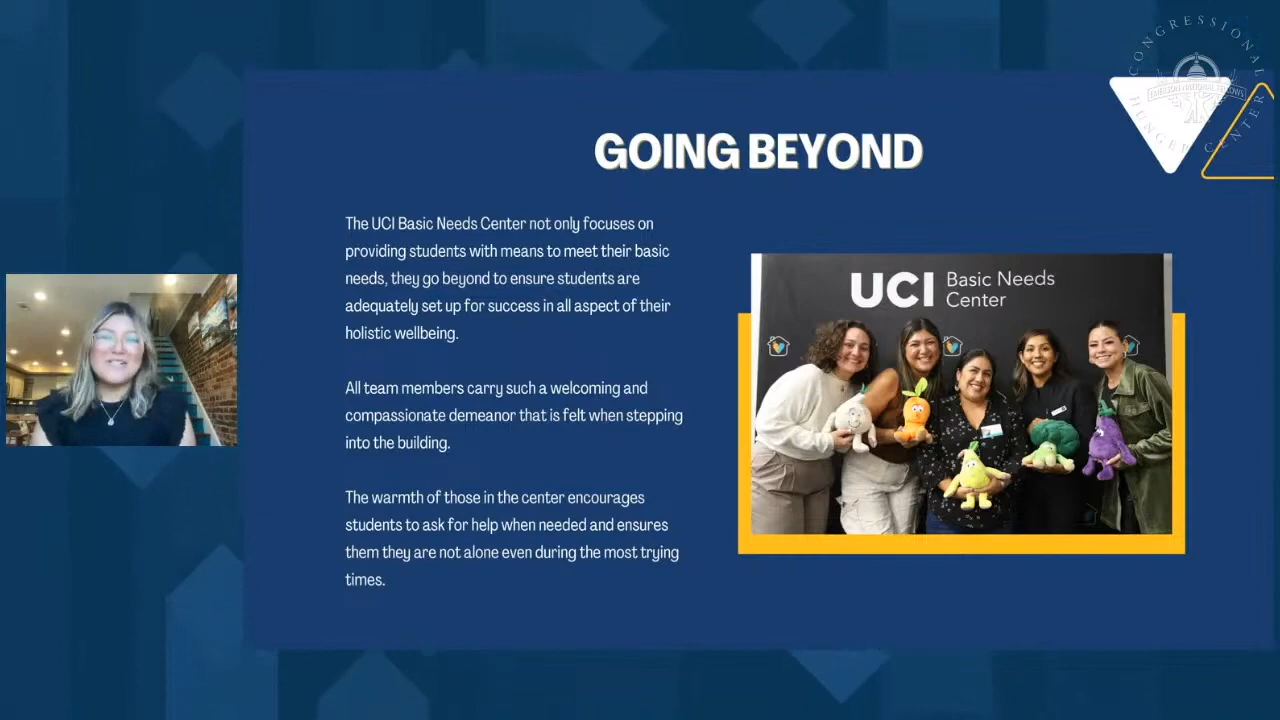 CONGRESSIONAL
HUNGER CENTER
EMERSON NATIONAL FELLOWS
GOING BEYOND
The UCI Basic Needs Center not only focuses on
providing students with means to meet their basic
needs, they go beyond to ensure students are
adequately set up for success in all aspect of their
holistic wellbeing.
All team members carry such a welcoming and
compassionate demeanor that is felt when stepping
into the building.
The warmth of those in the center encourages
students to ask for help when needed and ensures
them they are not alone even during the most trying
times.
UCI Basic Needs
Center